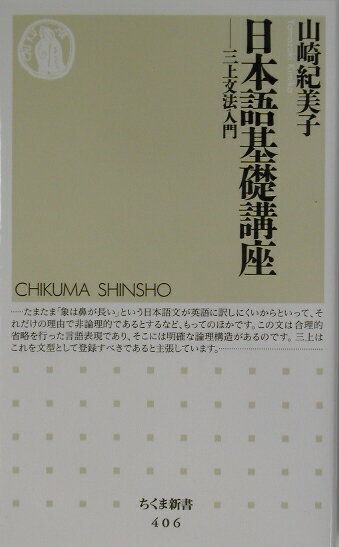 山崎紀美子
Yamazaki Kimiko
日本語基礎講座
——三上文法入門
CHIKUMA SHINSHO
……たまたま「象は鼻が長い」という日本語文が英語に訳しにくいからといって、そ
れだけの理由で非論理的であるとするなど、もってのほかです。この文は合理的
省略を行った言語表現であり、そこには明確な論理構造があるのです。三上は
これを文型として登録すべきであると主張しています。……………………
ちくま新書
406